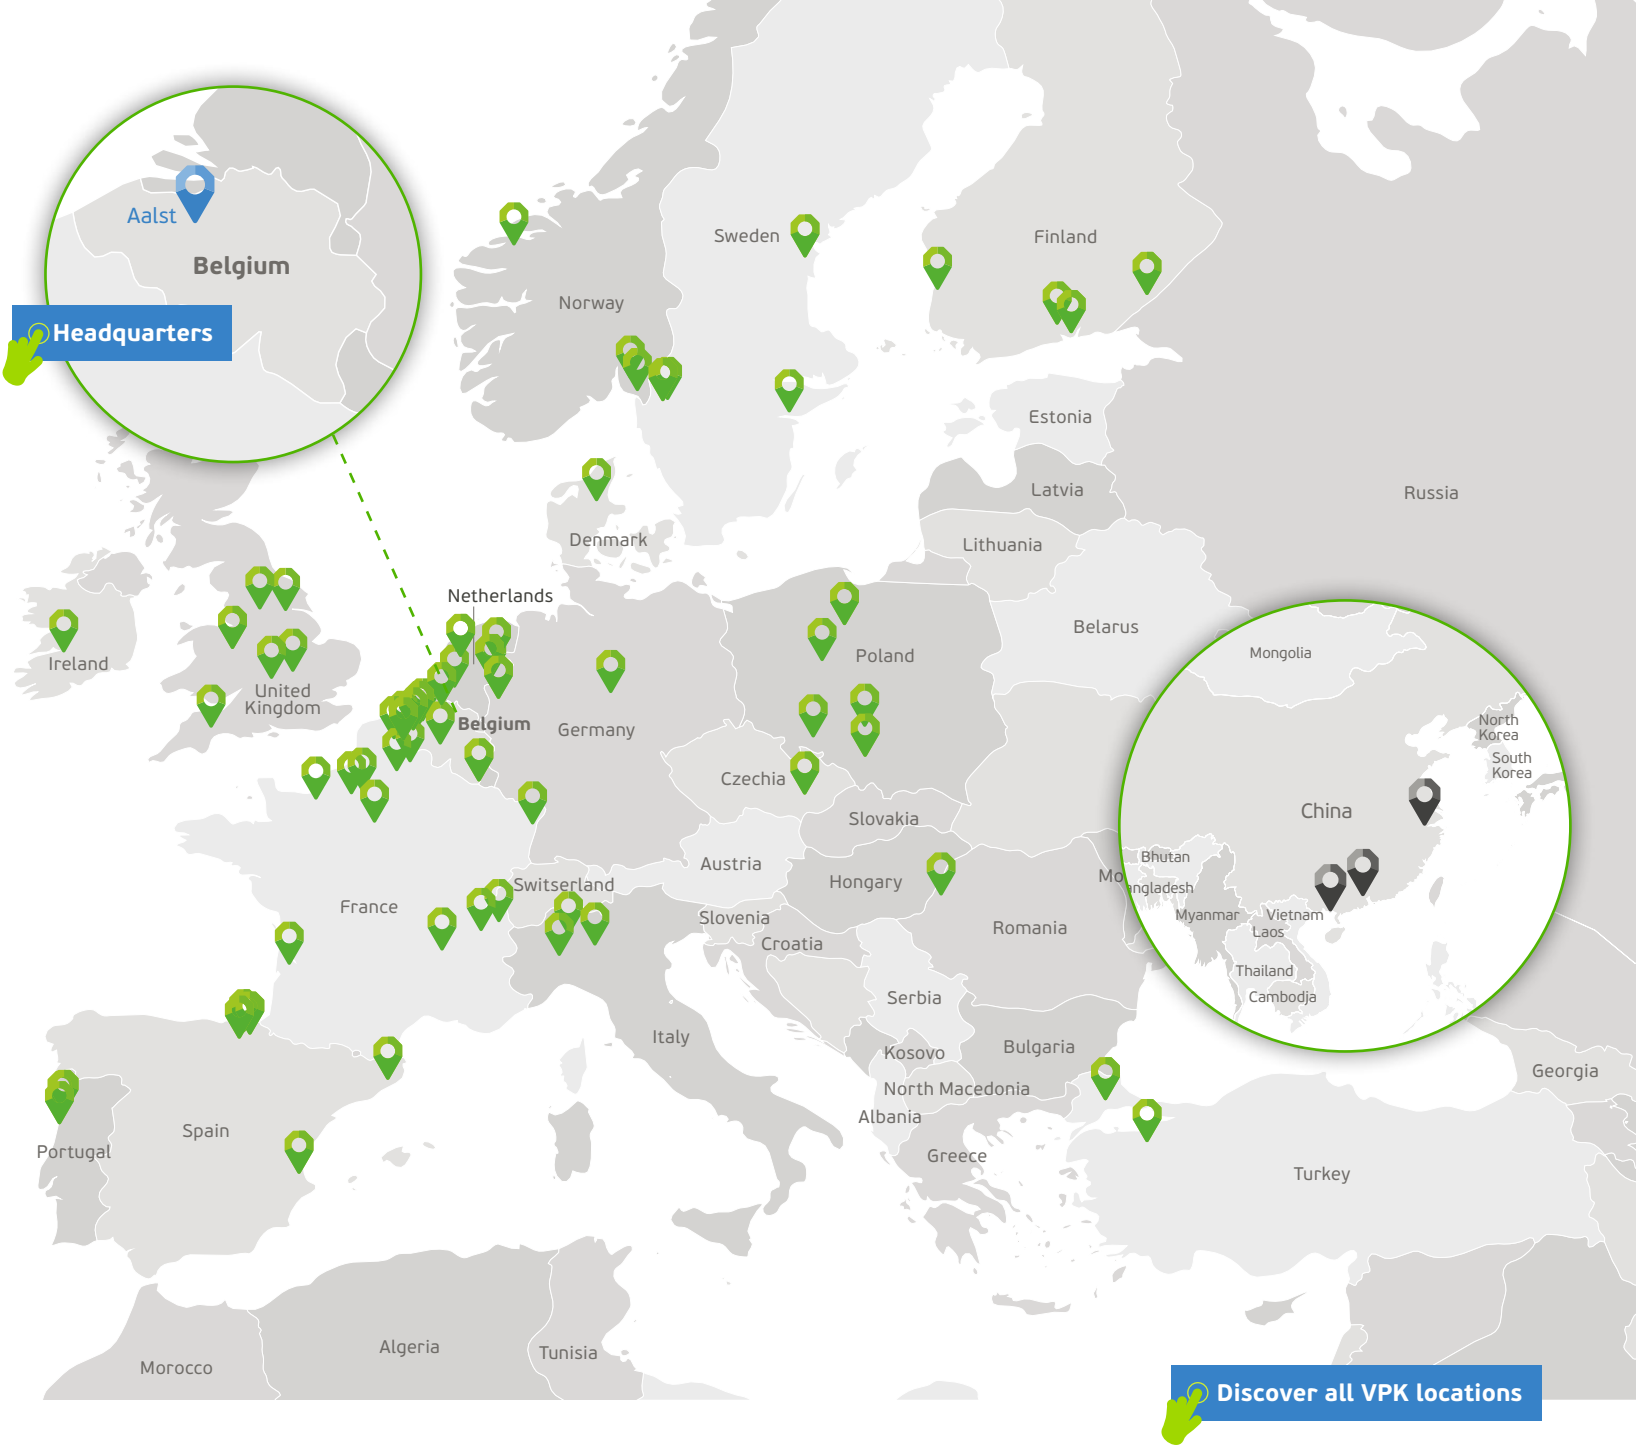 Aalst
Belgium
Headquarters
Sweden
Finland
Norway
Estonia
Latvia
Russia
Lithuania
Denmark
Netherlands
Belarus
Ireland
United
Kingdom
Poland
Belgium
Germany
Czechia
Slovakia
Austria
Hongary
Switserland
France
Slovenia
Croatia
Romania
Mo
Serbia
Italy
Kosovo
Bulgaria
North Macedonia
Albania
Georgia
Spain
Portugal
Greece
Turkey
Mongolia
North
Korea
South
Korea
China
Bhutan
ngladesh
Myanmar
Vietnam
Laos
Thailand
Cambodja
Algeria
Tunisia
Morocco
Discover all VPK locations